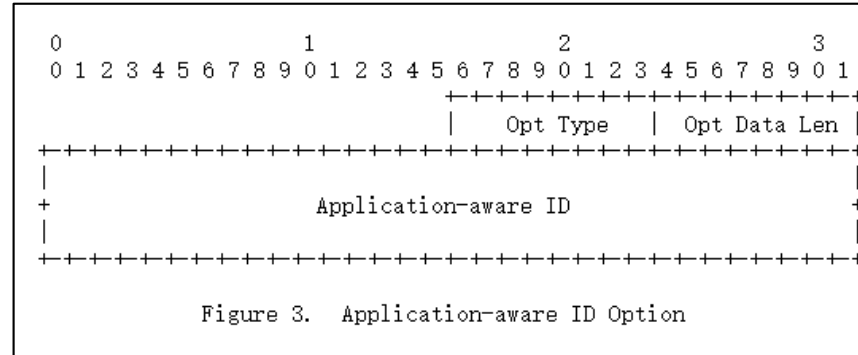 0 1 2 3
0 1 2 3 4 5 6 7 8 9 0 1 2 3 4 5 6 7 8 9 0 1 2 3 4 5 6 7 8 9 0 1
+-+-+-+-+-+-+-+-+-+-+-+-+-+-+-+-+
| Opt Type | Opt Data Len |
+-+-+-+-+-+-+-+-+-+-+-+-+-+-+-+-+-+-+-+-+-+-+-+-+-+-+-+-+-+-+-+-+
| |
+ Application-aware ID +
| |
+-+-+-+-+-+-+-+-+-+-+-+-+-+-+-+-+-+-+-+-+-+-+-+-+-+-+-+-+-+-+-+-+
Figure 3. Application-aware ID Option